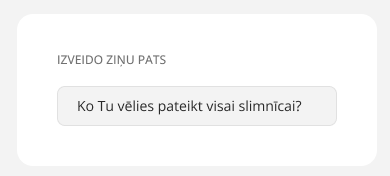 IZVEIDO ZIŅU PATS
Ko Tu vēlies pateikt visai slimnīcai?